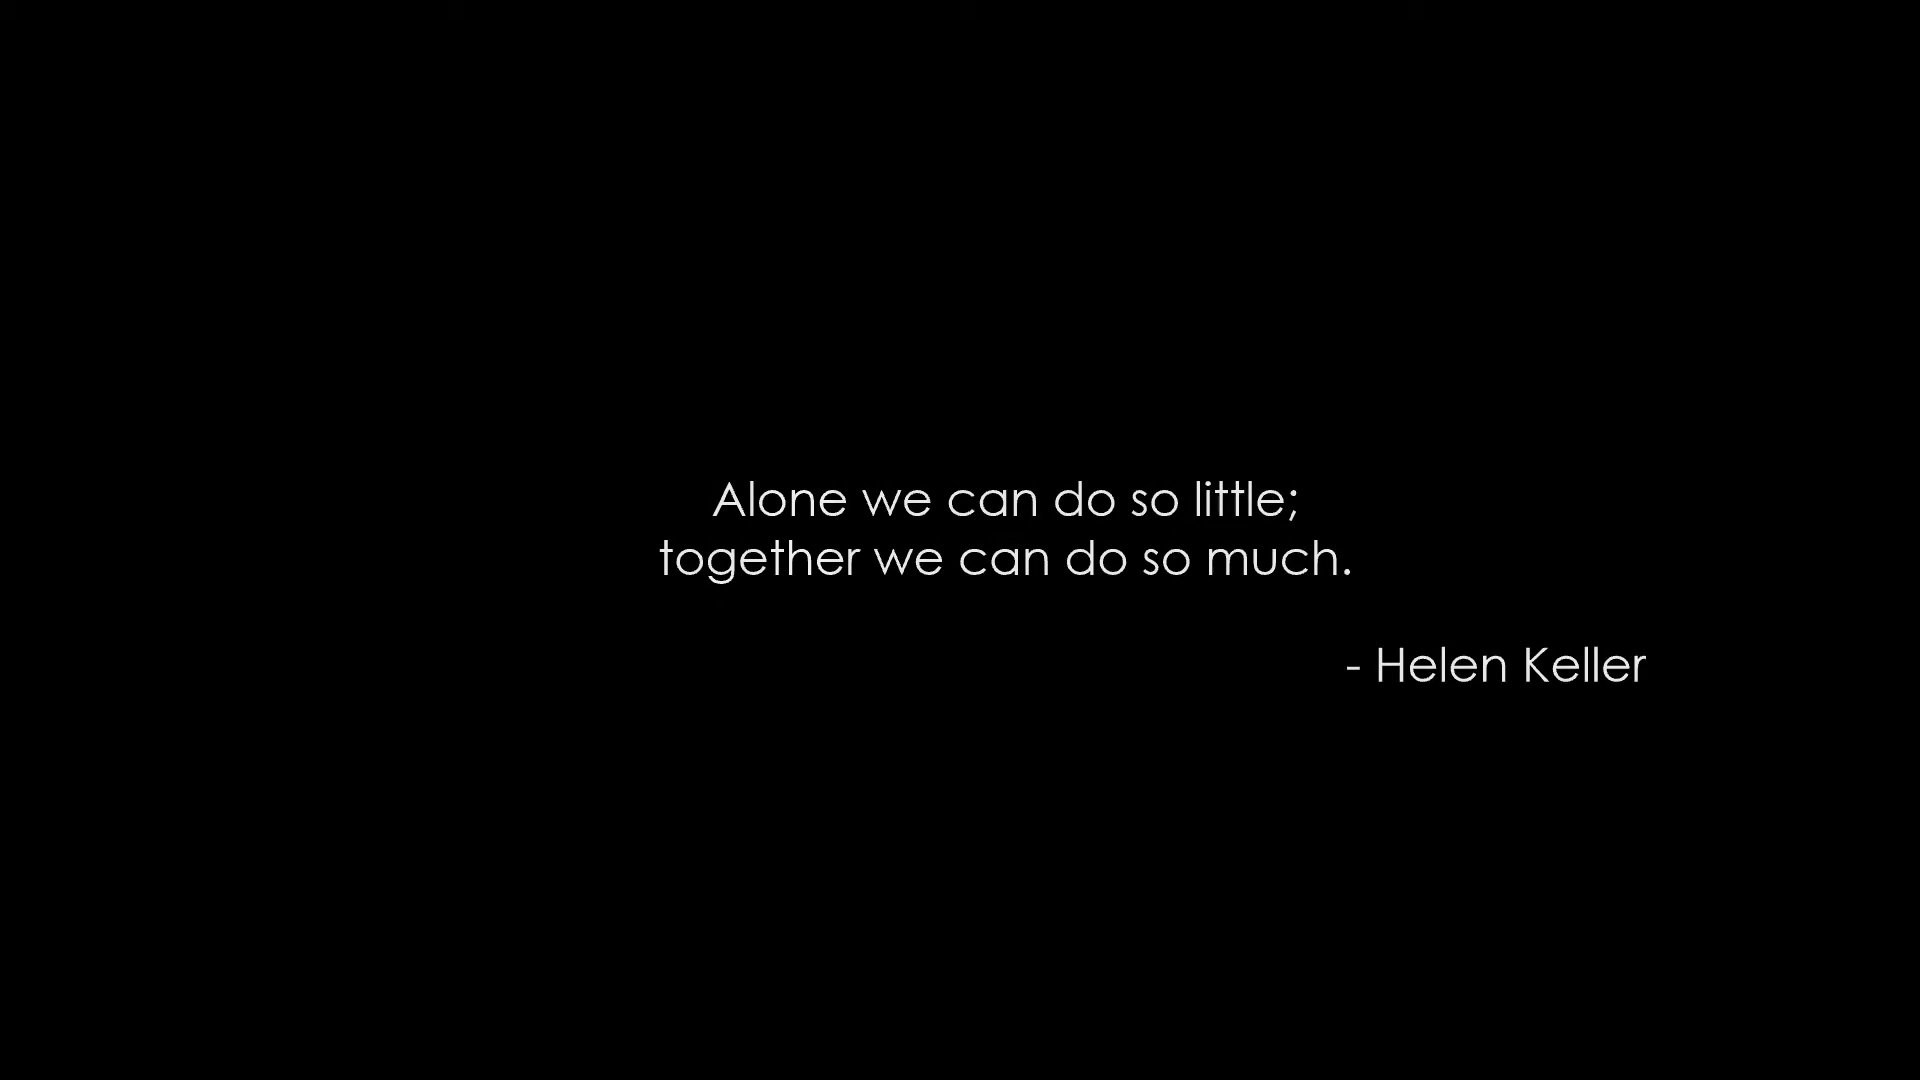 Alone we can do so little;
together we can do so much.
- Helen Keller